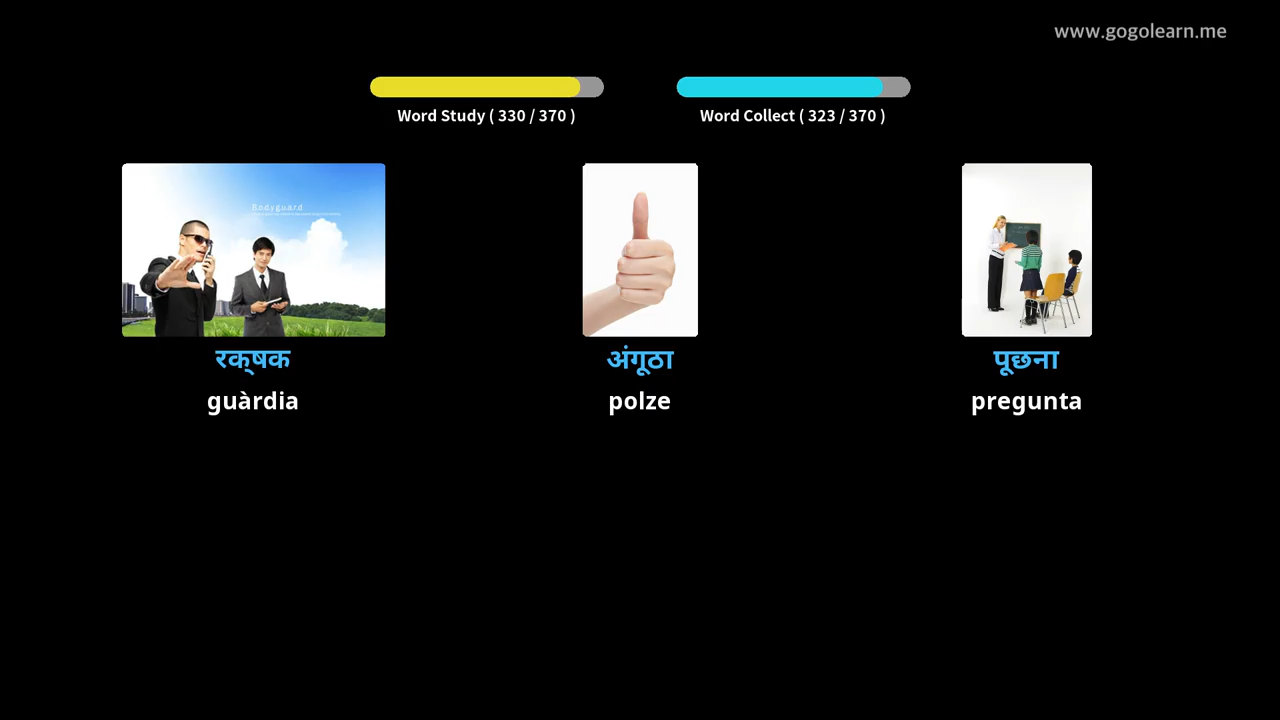 www.gogolearn.me
Word Study ( 330 / 370 )
Word Collect ( 323 / 370 )
Bodyguard
रक्षक
अंगूठा
पूछना
guàrdia
polze
pregunta